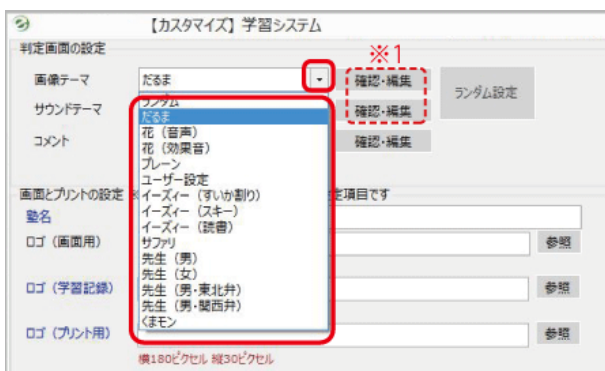 【カスタマイズ】学習システム
判定画面の設定
※1
画像テーマ だるま 確認・編集
ランダム設定
サウンドテーマ 確認・編集
コメント 確認・編集
ランダム
だるま
花（音声）
花（効果音）
プレーン
ユーザー設定
イーズィー（すいか割り）
イーズィー（スキー）
イーズィー（読書）
サファリ
先生（男）
先生（女）
先生（男・東北弁）
先生（男・関西弁）
くまモン
画面とプリントの設定 定項目です
塾名
ロゴ（画面用） 参照
ロゴ（学習記録） 参照
ロゴ（プリント用） 参照
横180ピクセル 縦30ピクセル